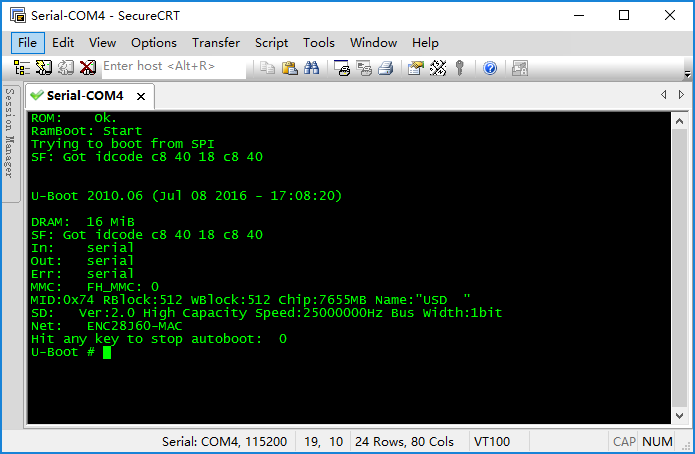 Serial-COM4 - SecureCRT
File Edit View Options Transfer Script Tools Window Help
Enter host <Alt+R>
Session Manager
Serial-COM4
ROM:    Ok.
RamBoot: Start
Trying to boot from SPI
SF: Got idcode c8 40 18 c8 40
U-Boot 2010.06 (Jul 08 2016 - 17:08:20)
DRAM:  16 MiB
SF: Got idcode c8 40 18 c8 40
In:    serial
Out:   serial
Err:   serial
MMC:   FH_MMC: 0
MID:0x74 RBlock:512 WBlock:512 Chip:7655MB Name:"USD  "
SD:   Ver:2.0 High Capacity Speed:25000000Hz Bus Width:1bit
Net:   ENC28J60-MAC
Hit any key to stop autoboot:  0
U-Boot #
Serial: COM4, 115200 19, 10 24 Rows, 80 Cols VT100 CAP NUM